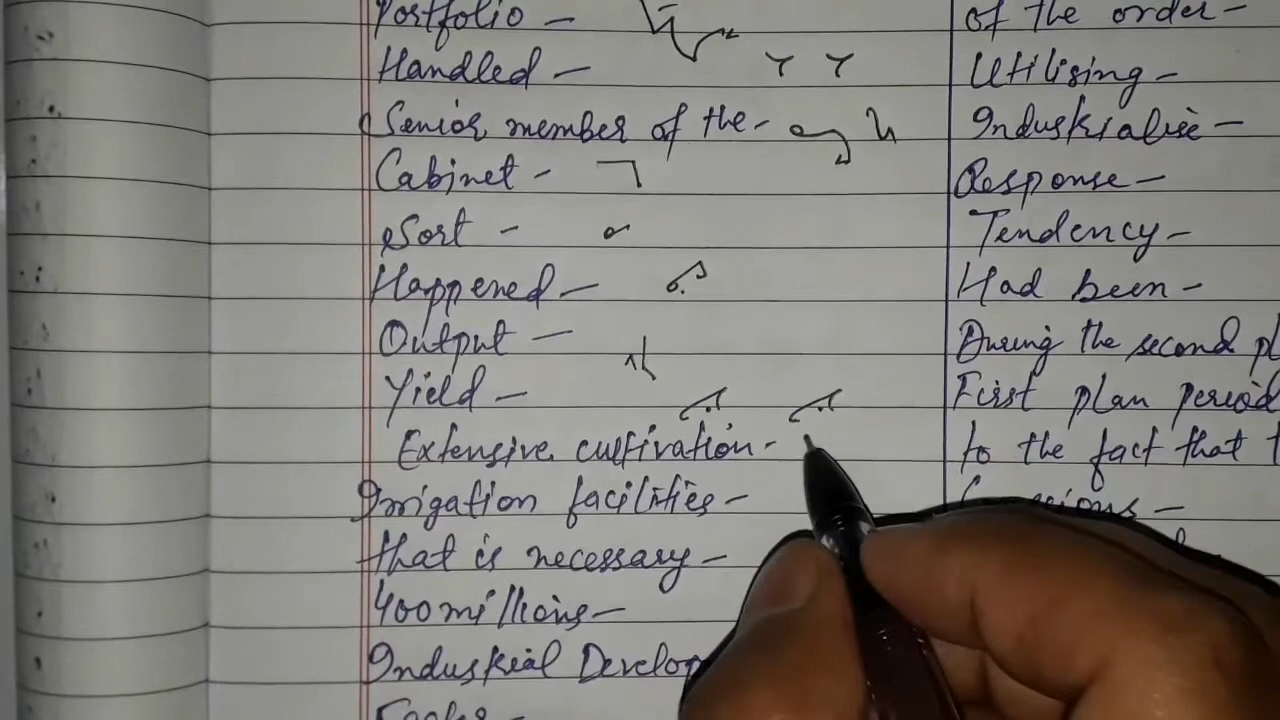 Portfolio -
Handled -
Senior member of the -
Cabinet -
Sort -
Happened -
Output -
Yield -
Extensive cultivation -
Irrigation facilities -
that is necessary -
400 millions -
Industrial Develop
of the order -
Utilising -
Industrialise -
Response -
Tendency -
Had been -
During the second pl
First plan period
to the fact that t